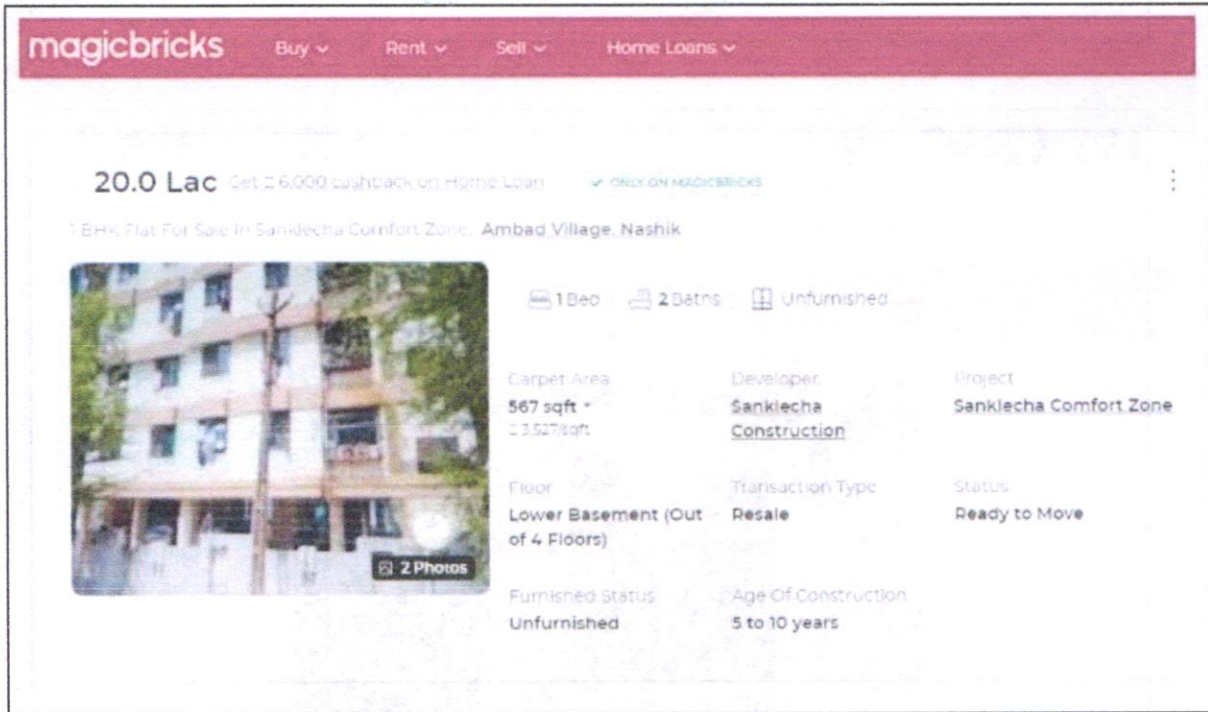 magicbricks Buy Rent Sell Home Loans
20.0 Lac Get 6,000 cashback on Home Loan ONLY ON MAGICBRICKS
1 BHK Flat For Sale in Sanklecha Comfort Zone, Ambad Village, Nashik
1 Bed 2 Baths Unfurnished
Carpet Area Developer Project
567 sqft Sanklecha Sanklecha Comfort Zone
3,527/sqft Construction
Floor Transaction Type Status
Lower Basement (Out Resale Ready to Move
of 4 Floors)
2 Photos
Furnished Status Age Of Construction
Unfurnished 5 to 10 years